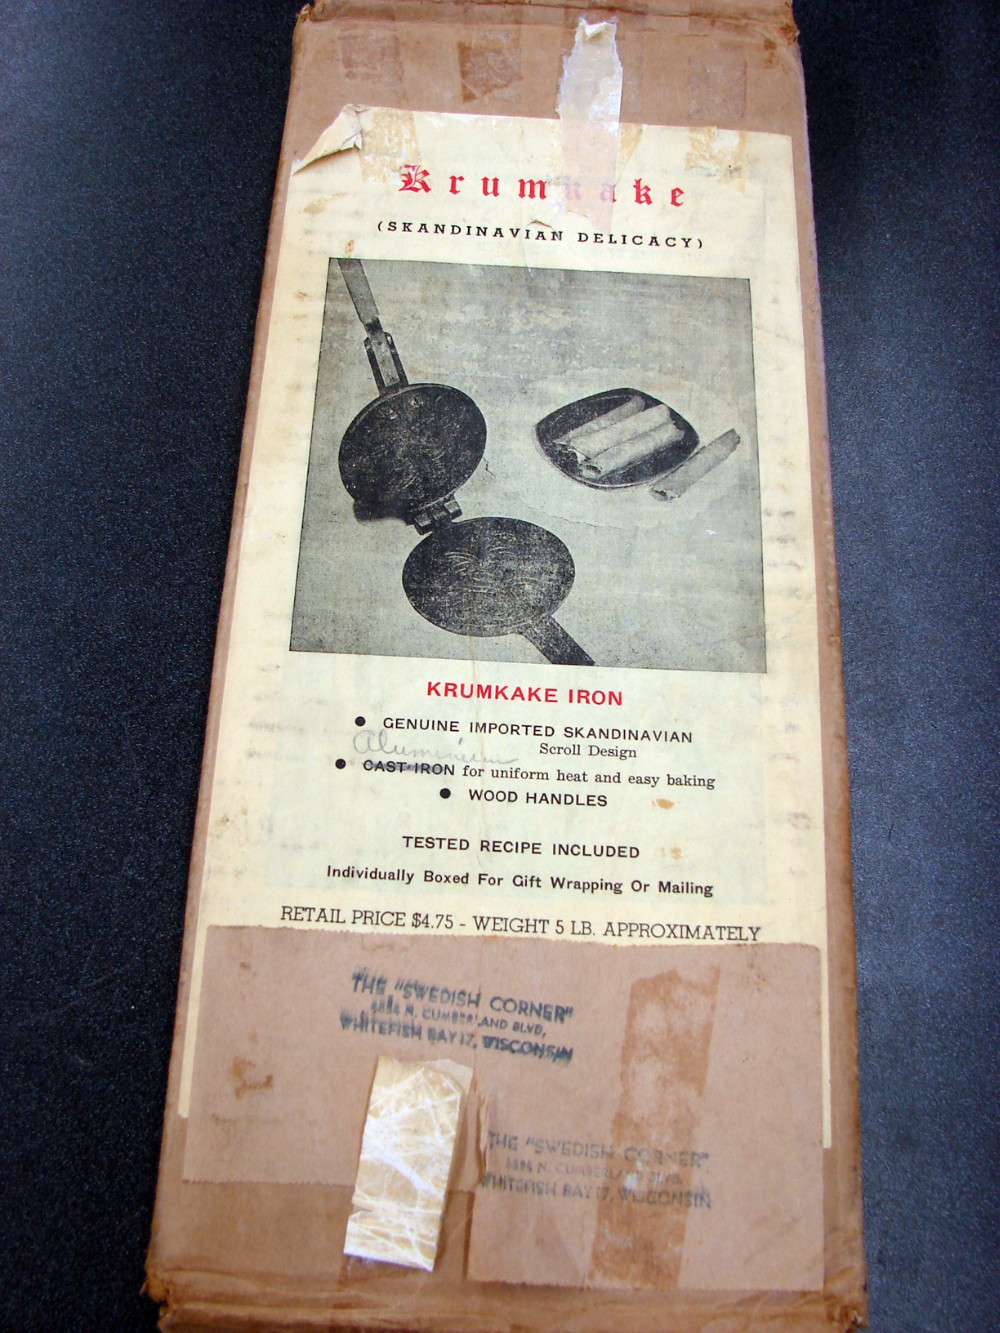 Krumkake
(SKANDINAVIAN DELICACY)
KRUMKAKE IRON
● GENUINE IMPORTED SKANDINAVIAN
Scroll Design
Aluminium
● CAST-IRON for uniform heat and easy baking
● WOOD HANDLES
TESTED RECIPE INCLUDED
Individually Boxed For Gift Wrapping Or Mailing
RETAIL PRICE $4.75 - WEIGHT 5 LB. APPROXIMATELY
THE "SWEDISH CORNER"
N. CUMBERLAND BLVD,
WHITEFISH BAY 17, WISCONSIN
THE "SWEDISH CORNER"
N. CUMBERLAND BLVD,
WHITEFISH BAY 17, WISCONSIN